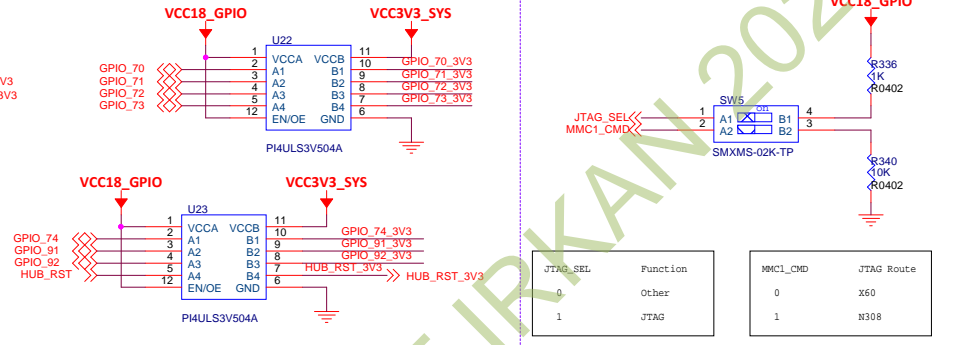 VCC18_GPIO
VCC3V3_SYS
U22
1 VCCA VCCB 11
GPIO_70 2 A1 B1 10 GPIO_70_3V3
GPIO_71 3 A2 B2 9 GPIO_71_3V3
GPIO_72 4 A3 B3 8 GPIO_72_3V3
GPIO_73 5 A4 B4 7 GPIO_73_3V3
12 EN/OE GND 6
PI4ULS3V504A
V3
3V3
VCC18_GPIO
VCC3V3_SYS
U23
1 VCCA VCCB 11
GPIO_74 2 A1 B1 10 GPIO_74_3V3
GPIO_91 3 A2 B2 9 GPIO_91_3V3
GPIO_92 4 A3 B3 8 GPIO_92_3V3
HUB_RST 5 A4 B4 7 HUB_RST_3V3 HUB_RST_3V3
12 EN/OE GND 6
PI4ULS3V504A
VCC18_GPIO
R336
1K
R0402
SW5
on
JTAG_SEL 1 A1 B1 4
MMC1_CMD 2 A2 B2 3
SMXMS-02K-TP
R340
10K
R0402
JTAG_SEL Function
0 Other
1 JTAG
MMC1_CMD JTAG Route
0 X60
1 N308
IRKAN 202